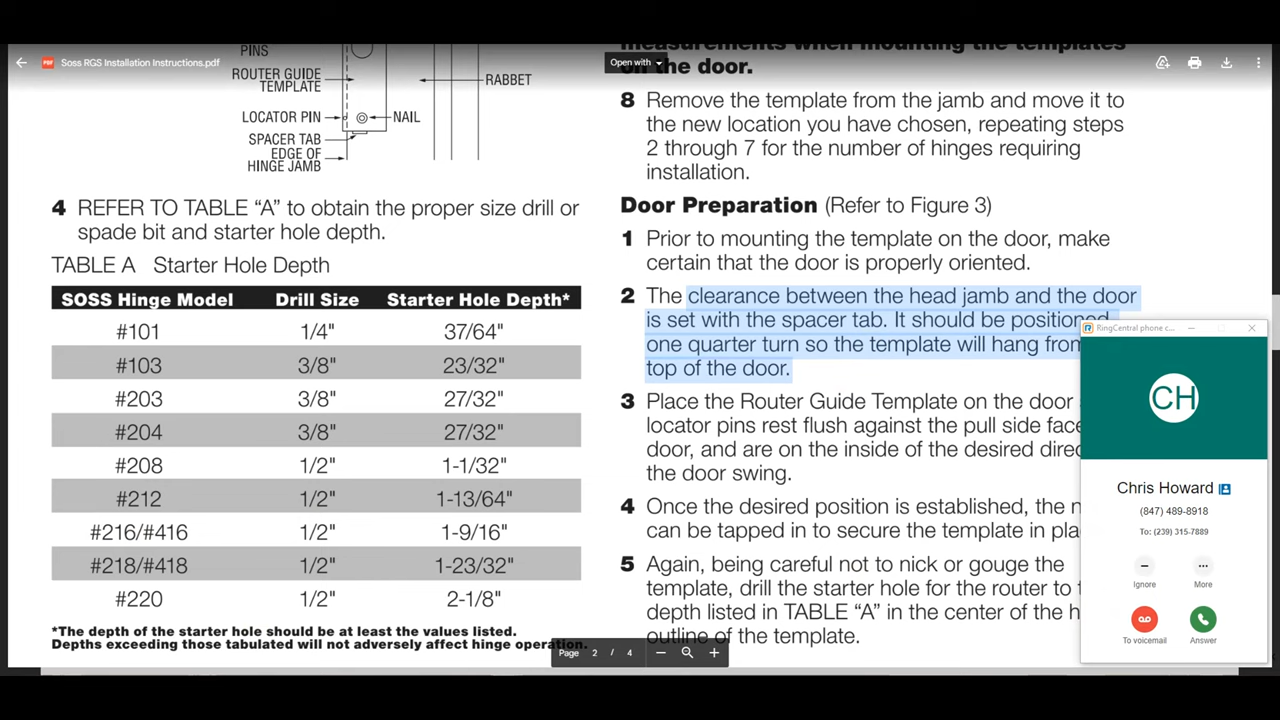 Soss RGS Installation Instructions.pdf
Open with
PINS
ROUTER GUIDE
TEMPLATE
RABBET
LOCATOR PIN
NAIL
SPACER TAB
EDGE OF
HINGE JAMB
4 REFER TO TABLE “A” to obtain the proper size drill or
spade bit and starter hole depth.
TABLE A Starter Hole Depth
SOSS Hinge Model Drill Size Starter Hole Depth*
#101 1/4" 37/64"
#103 3/8" 23/32"
#203 3/8" 27/32"
#204 3/8" 27/32"
#208 1/2" 1-1/32"
#212 1/2" 1-13/64"
#216/#416 1/2" 1-9/16"
#218/#418 1/2" 1-23/32"
#220 1/2" 2-1/8"
*The depth of the starter hole should be at least the values listed.
Depths exceeding those tabulated will not adversely affect hinge operation.
measurements when mounting the templates
on the door.
8 Remove the template from the jamb and move it to
the new location you have chosen, repeating steps
2 through 7 for the number of hinges requiring
installation.
Door Preparation (Refer to Figure 3)
1 Prior to mounting the template on the door, make
certain that the door is properly oriented.
2 The clearance between the head jamb and the door
is set with the spacer tab. It should be positioned
one quarter turn so the template will hang from
top of the door.
3 Place the Router Guide Template on the door
locator pins rest flush against the pull side face
door, and are on the inside of the desired direc
the door swing.
4 Once the desired position is established, the n
can be tapped in to secure the template in pla
5 Again, being careful not to nick or gouge the
template, drill the starter hole for the router to t
depth listed in TABLE “A” in the center of the h
outline of the template.
Page 2 / 4
RingCentral phone c...
CH
Chris Howard
(847) 489-8918
To: (239) 315-7889
Ignore More
To voicemail Answer